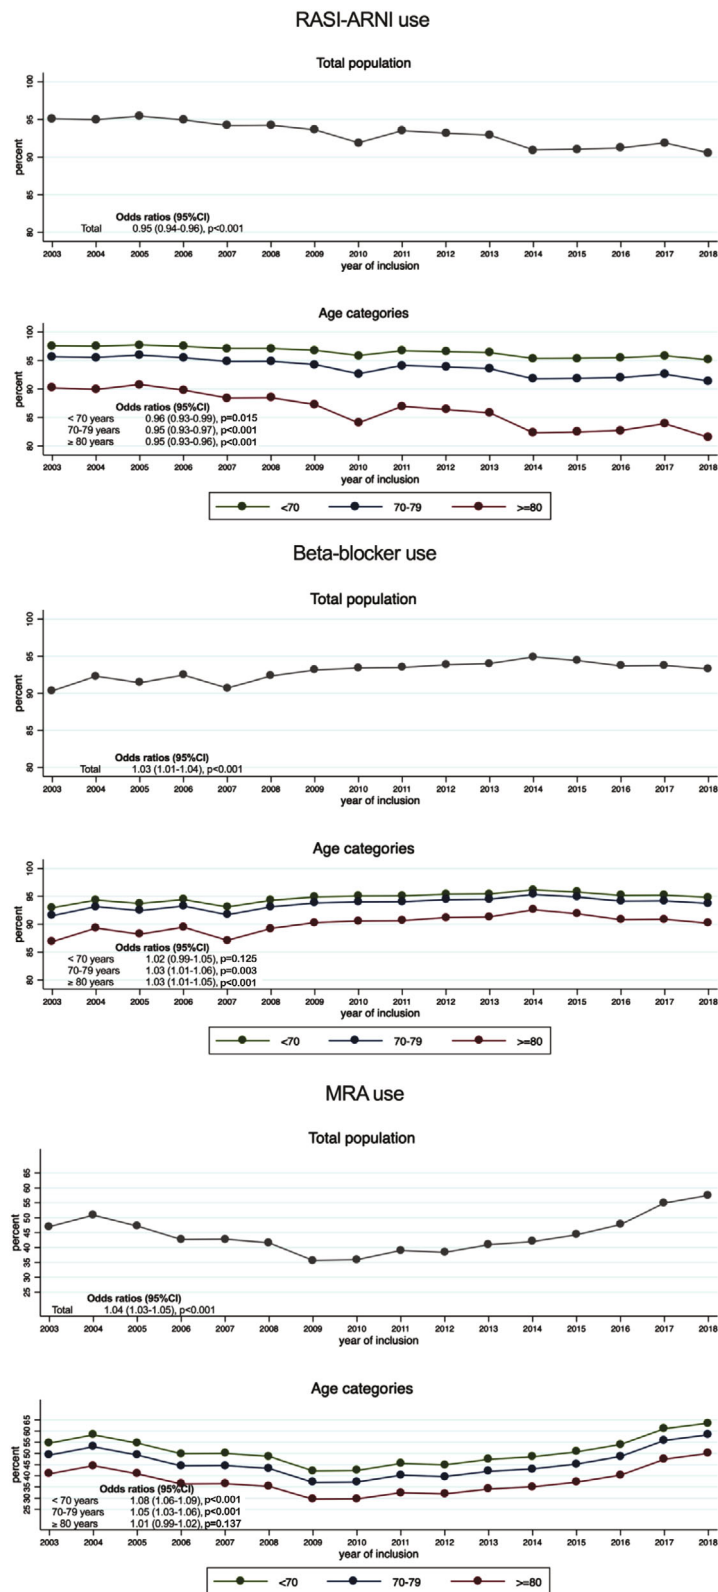 RASI-ARNI use
Total population
percent
100
95
90
85
80
Odds ratios (95%CI)
Total 0.95 (0.94-0.96), p<0.001
2003 2004 2005 2006 2007 2008 2009 2010 2011 2012 2013 2014 2015 2016 2017 2018
year of inclusion
Age categories
percent
100
95
90
85
80
Odds ratios (95%CI)
< 70 years 0.96 (0.93-0.99), p=0.015
70-79 years 0.95 (0.93-0.97), p<0.001
≥ 80 years 0.95 (0.93-0.96), p<0.001
2003 2004 2005 2006 2007 2008 2009 2010 2011 2012 2013 2014 2015 2016 2017 2018
year of inclusion
<70 70-79 >=80
Beta-blocker use
Total population
percent
100
95
90
85
80
Odds ratios (95%CI)
Total 1.03 (1.01-1.04), p<0.001
2003 2004 2005 2006 2007 2008 2009 2010 2011 2012 2013 2014 2015 2016 2017 2018
year of inclusion
Age categories
percent
100
95
90
85
80
Odds ratios (95%CI)
< 70 years 1.02 (0.99-1.05), p=0.125
70-79 years 1.03 (1.01-1.06), p=0.003
≥ 80 years 1.03 (1.01-1.05), p<0.001
2003 2004 2005 2006 2007 2008 2009 2010 2011 2012 2013 2014 2015 2016 2017 2018
year of inclusion
<70 70-79 >=80
MRA use
Total population
percent
65
60
55
50
45
40
35
30
25
Odds ratios (95%CI)
Total 1.04 (1.03-1.05), p<0.001
2003 2004 2005 2006 2007 2008 2009 2010 2011 2012 2013 2014 2015 2016 2017 2018
year of inclusion
Age categories
percent
65
60
55
50
45
40
35
30
25
Odds ratios (95%CI)
< 70 years 1.08 (1.06-1.09), p<0.001
70-79 years 1.05 (1.03-1.06), p<0.001
≥ 80 years 1.01 (0.99-1.02), p=0.137
2003 2004 2005 2006 2007 2008 2009 2010 2011 2012 2013 2014 2015 2016 2017 2018
year of inclusion
<70 70-79 >=80